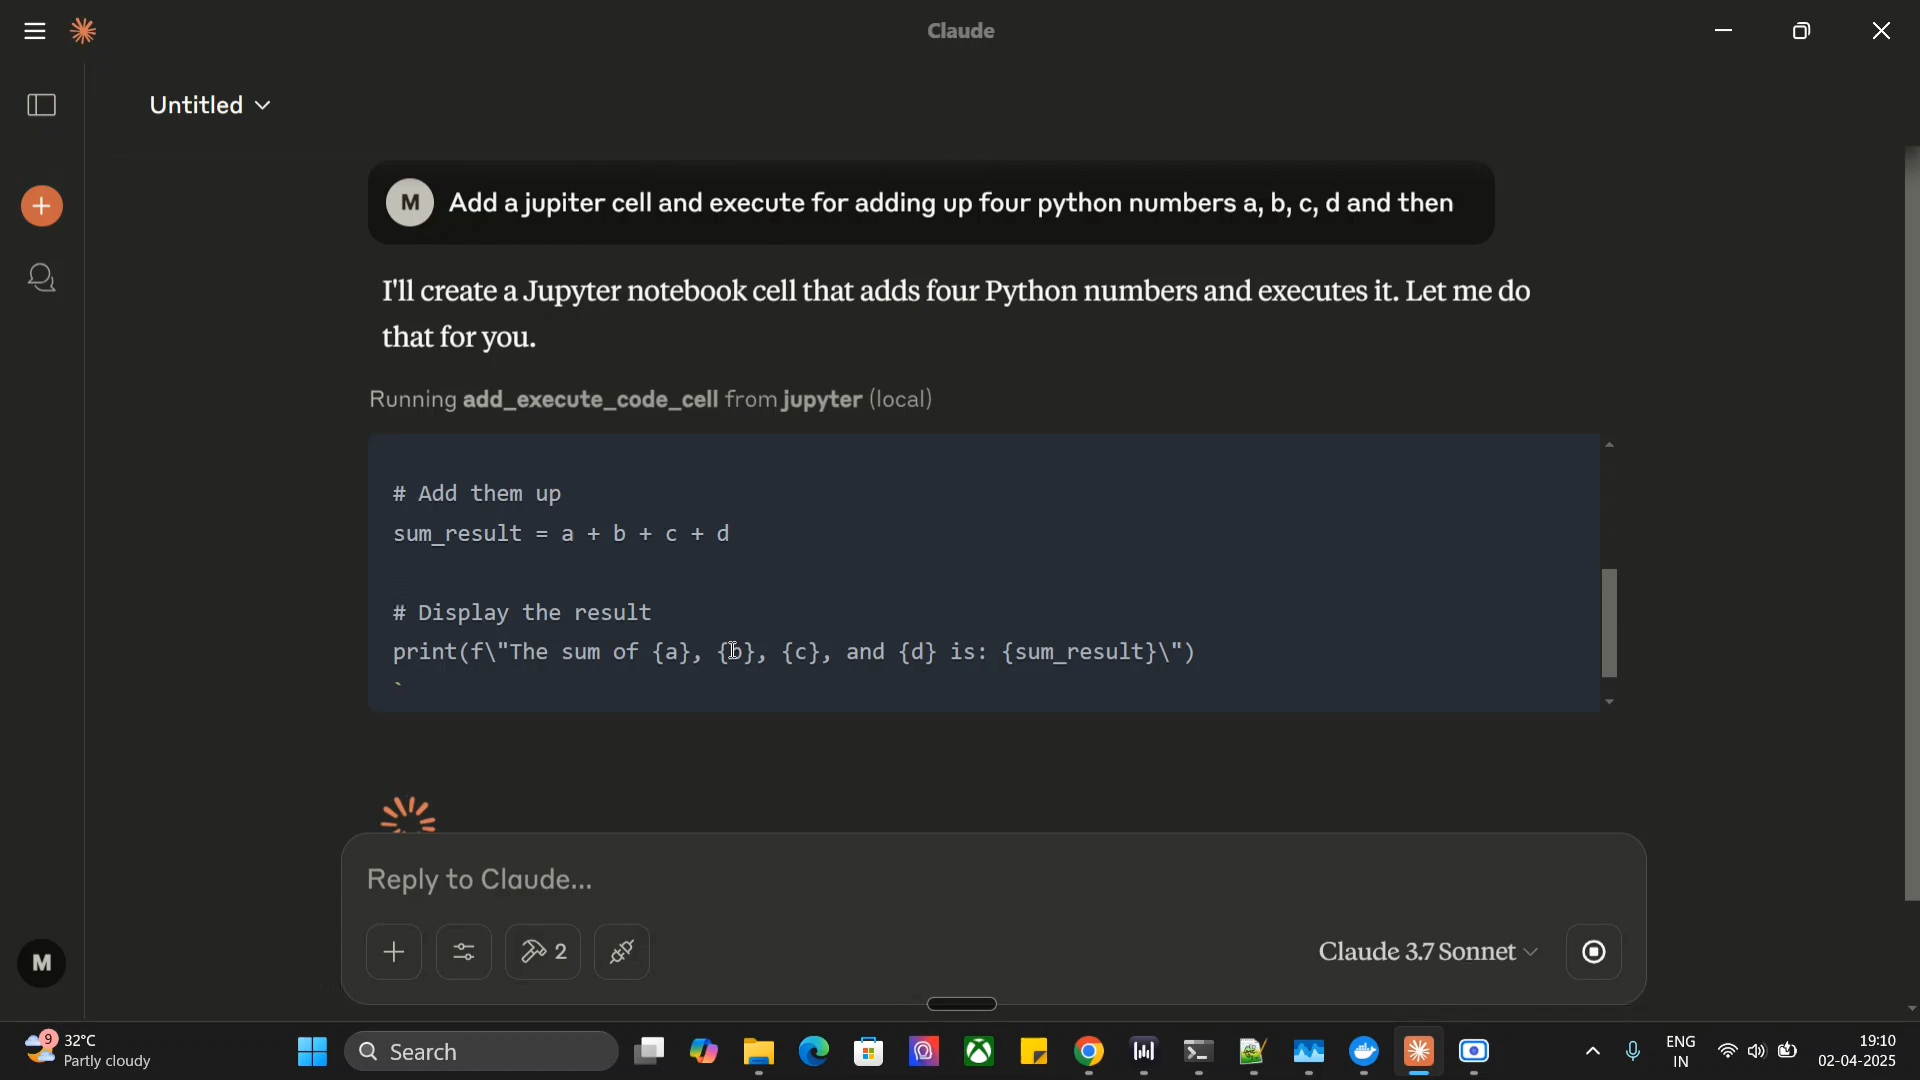 Claude
Untitled
M
Add a jupiter cell and execute for adding up four python numbers a, b, c, d and then
I'll create a Jupyter notebook cell that adds four Python numbers and executes it. Let me do
that for you.
Running add_execute_code_cell from jupyter (local)
# Add them up
sum_result = a + b + c + d
# Display the result
print(f\"The sum of {a}, {b}, {c}, and {d} is: {sum_result}\")
`
Reply to Claude...
2
Claude 3.7 Sonnet
M
9
32°C
Partly cloudy
Search
ENG
IN
19:10
02-04-2025